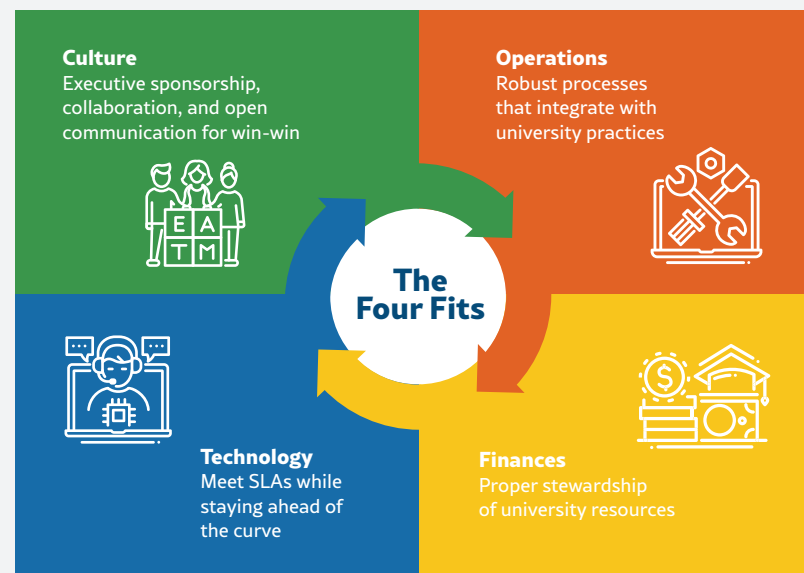 Culture
Executive sponsorship,
collaboration, and open
communication for win-win
Operations
Robust processes
that integrate with
university practices
E A
T M
The
Four Fits
$
Technology
Meet SLAs while
staying ahead of
the curve
Finances
Proper stewardship
of university resources